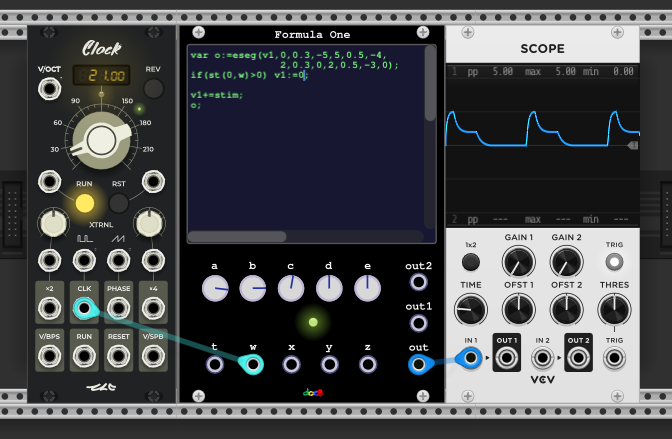 Clock
V/OCT
21.00
REV
90
150
60
180
30
210
RUN
RST
XTRNL
×2
CLK
PHASE
×4
V/BPS
RUN
RESET
V/SPB
Formula One
var o:=eseg(v1,0,0.3,-5,5,0.5,-4,
2,0.3,0,2,0.5,-3,0);
if(st(0,w)>0) v1:=0;
v1+=stim;
o;
a b c d e out2
out1
t w x y z out
docB
SCOPE
1 pp 5.00 max 5.00 min 0.00
T
2 pp --- max --- min ---
1x2
GAIN 1
GAIN 2
TRIG
TIME
OFST 1
OFST 2
THRES
IN 1
OUT 1
IN 2
OUT 2
TRIG
VCV